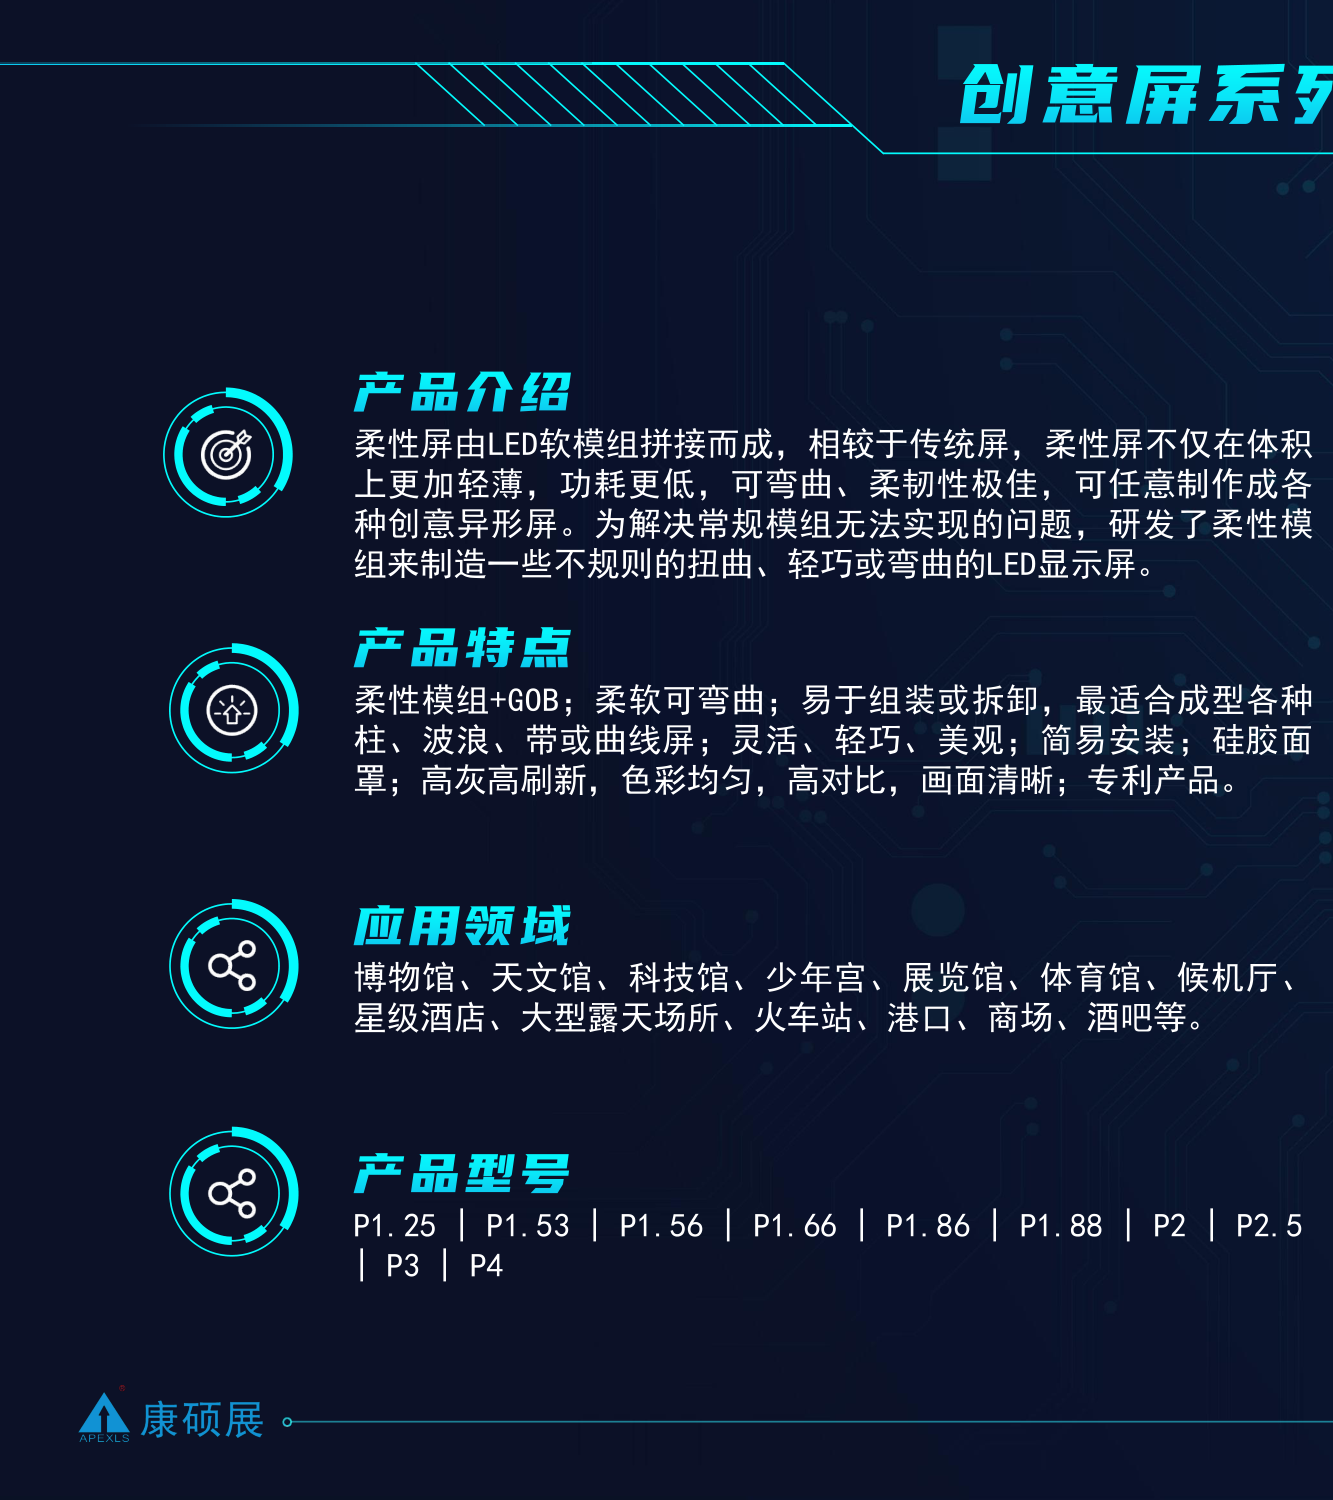 创意屏系列
产品介绍
柔性屏由LED软模组拼接而成，相较于传统屏，柔性屏不仅在体积
上更加轻薄，功耗更低，可弯曲、柔韧性极佳，可任意制作成各
种创意异形屏。为解决常规模组无法实现的问题，研发了柔性模
组来制造一些不规则的扭曲、轻巧或弯曲的LED显示屏。
产品特点
柔性模组+GOB；柔软可弯曲；易于组装或拆卸，最适合成型各种
柱、波浪、带或曲线屏；灵活、轻巧、美观；简易安装；硅胶面
罩；高灰高刷新，色彩均匀，高对比，画面清晰；专利产品。
应用领域
博物馆、天文馆、科技馆、少年宫、展览馆、体育馆、候机厅、
星级酒店、大型露天场所、火车站、港口、商场、酒吧等。
产品型号
P1.25 | P1.53 | P1.56 | P1.66 | P1.86 | P1.88 | P2 | P2.5
| P3 | P4
®
APEXLS
康硕展